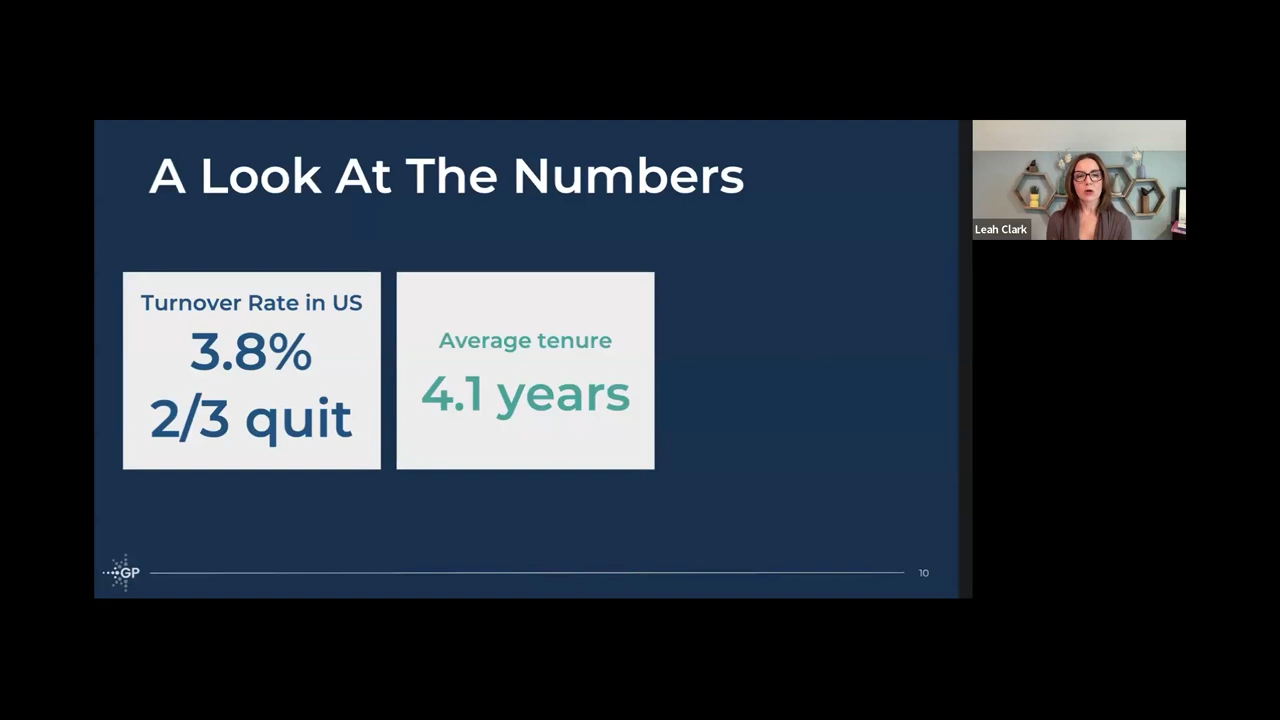 A Look At The Numbers
Turnover Rate in US
3.8%
2/3 quit
Average tenure
4.1 years
GP
10
Leah Clark